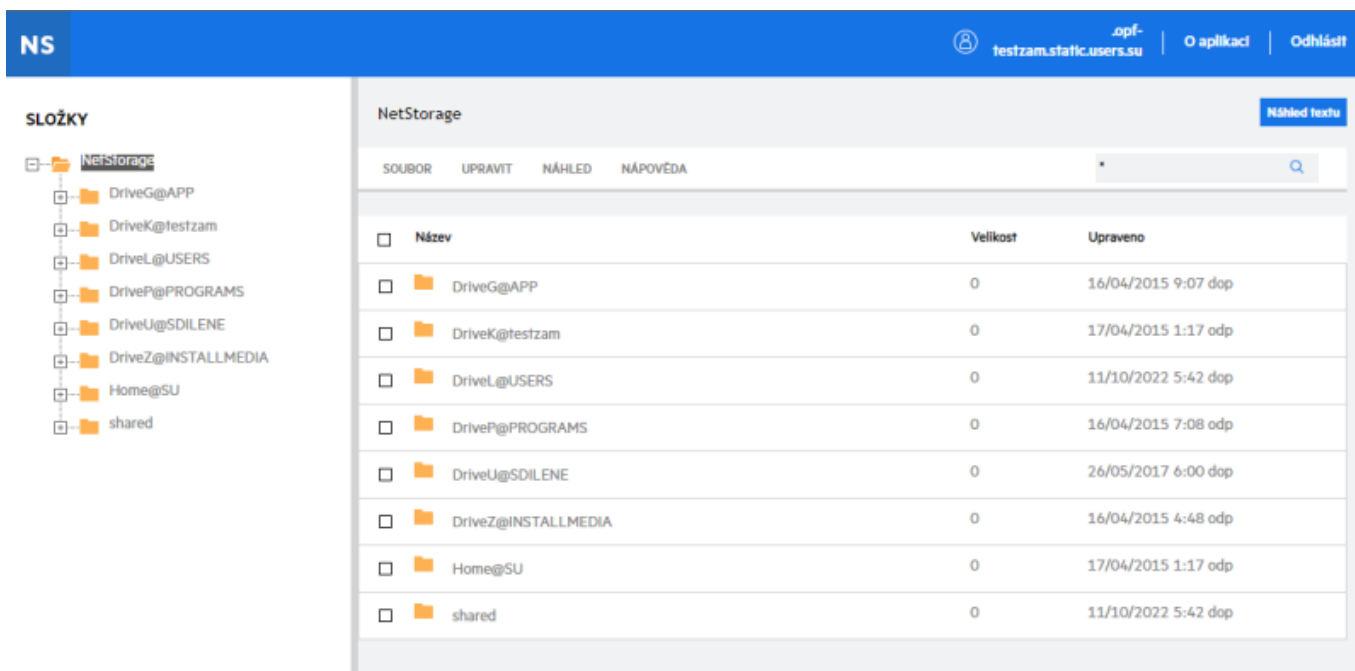 NS
.opf-
testzam.static.users.su
O aplikaci
Odhlásit
SLOŽKY
NetStorage
DriveG@APP
DriveK@testzam
DriveL@USERS
DriveP@PROGRAMS
DriveU@SDILENE
DriveZ@INSTALLMEDIA
Home@SU
shared
NetStorage
Náhled textu
SOUBOR UPRAVIT NÁHLED NÁPOVĚDA *
Název Velikost Upraveno
DriveG@APP 0 16/04/2015 9:07 dop
DriveK@testzam 0 17/04/2015 1:17 odp
DriveL@USERS 0 11/10/2022 5:42 dop
DriveP@PROGRAMS 0 16/04/2015 7:08 odp
DriveU@SDILENE 0 26/05/2017 6:00 dop
DriveZ@INSTALLMEDIA 0 16/04/2015 4:48 odp
Home@SU 0 17/04/2015 1:17 odp
shared 0 11/10/2022 5:42 dop